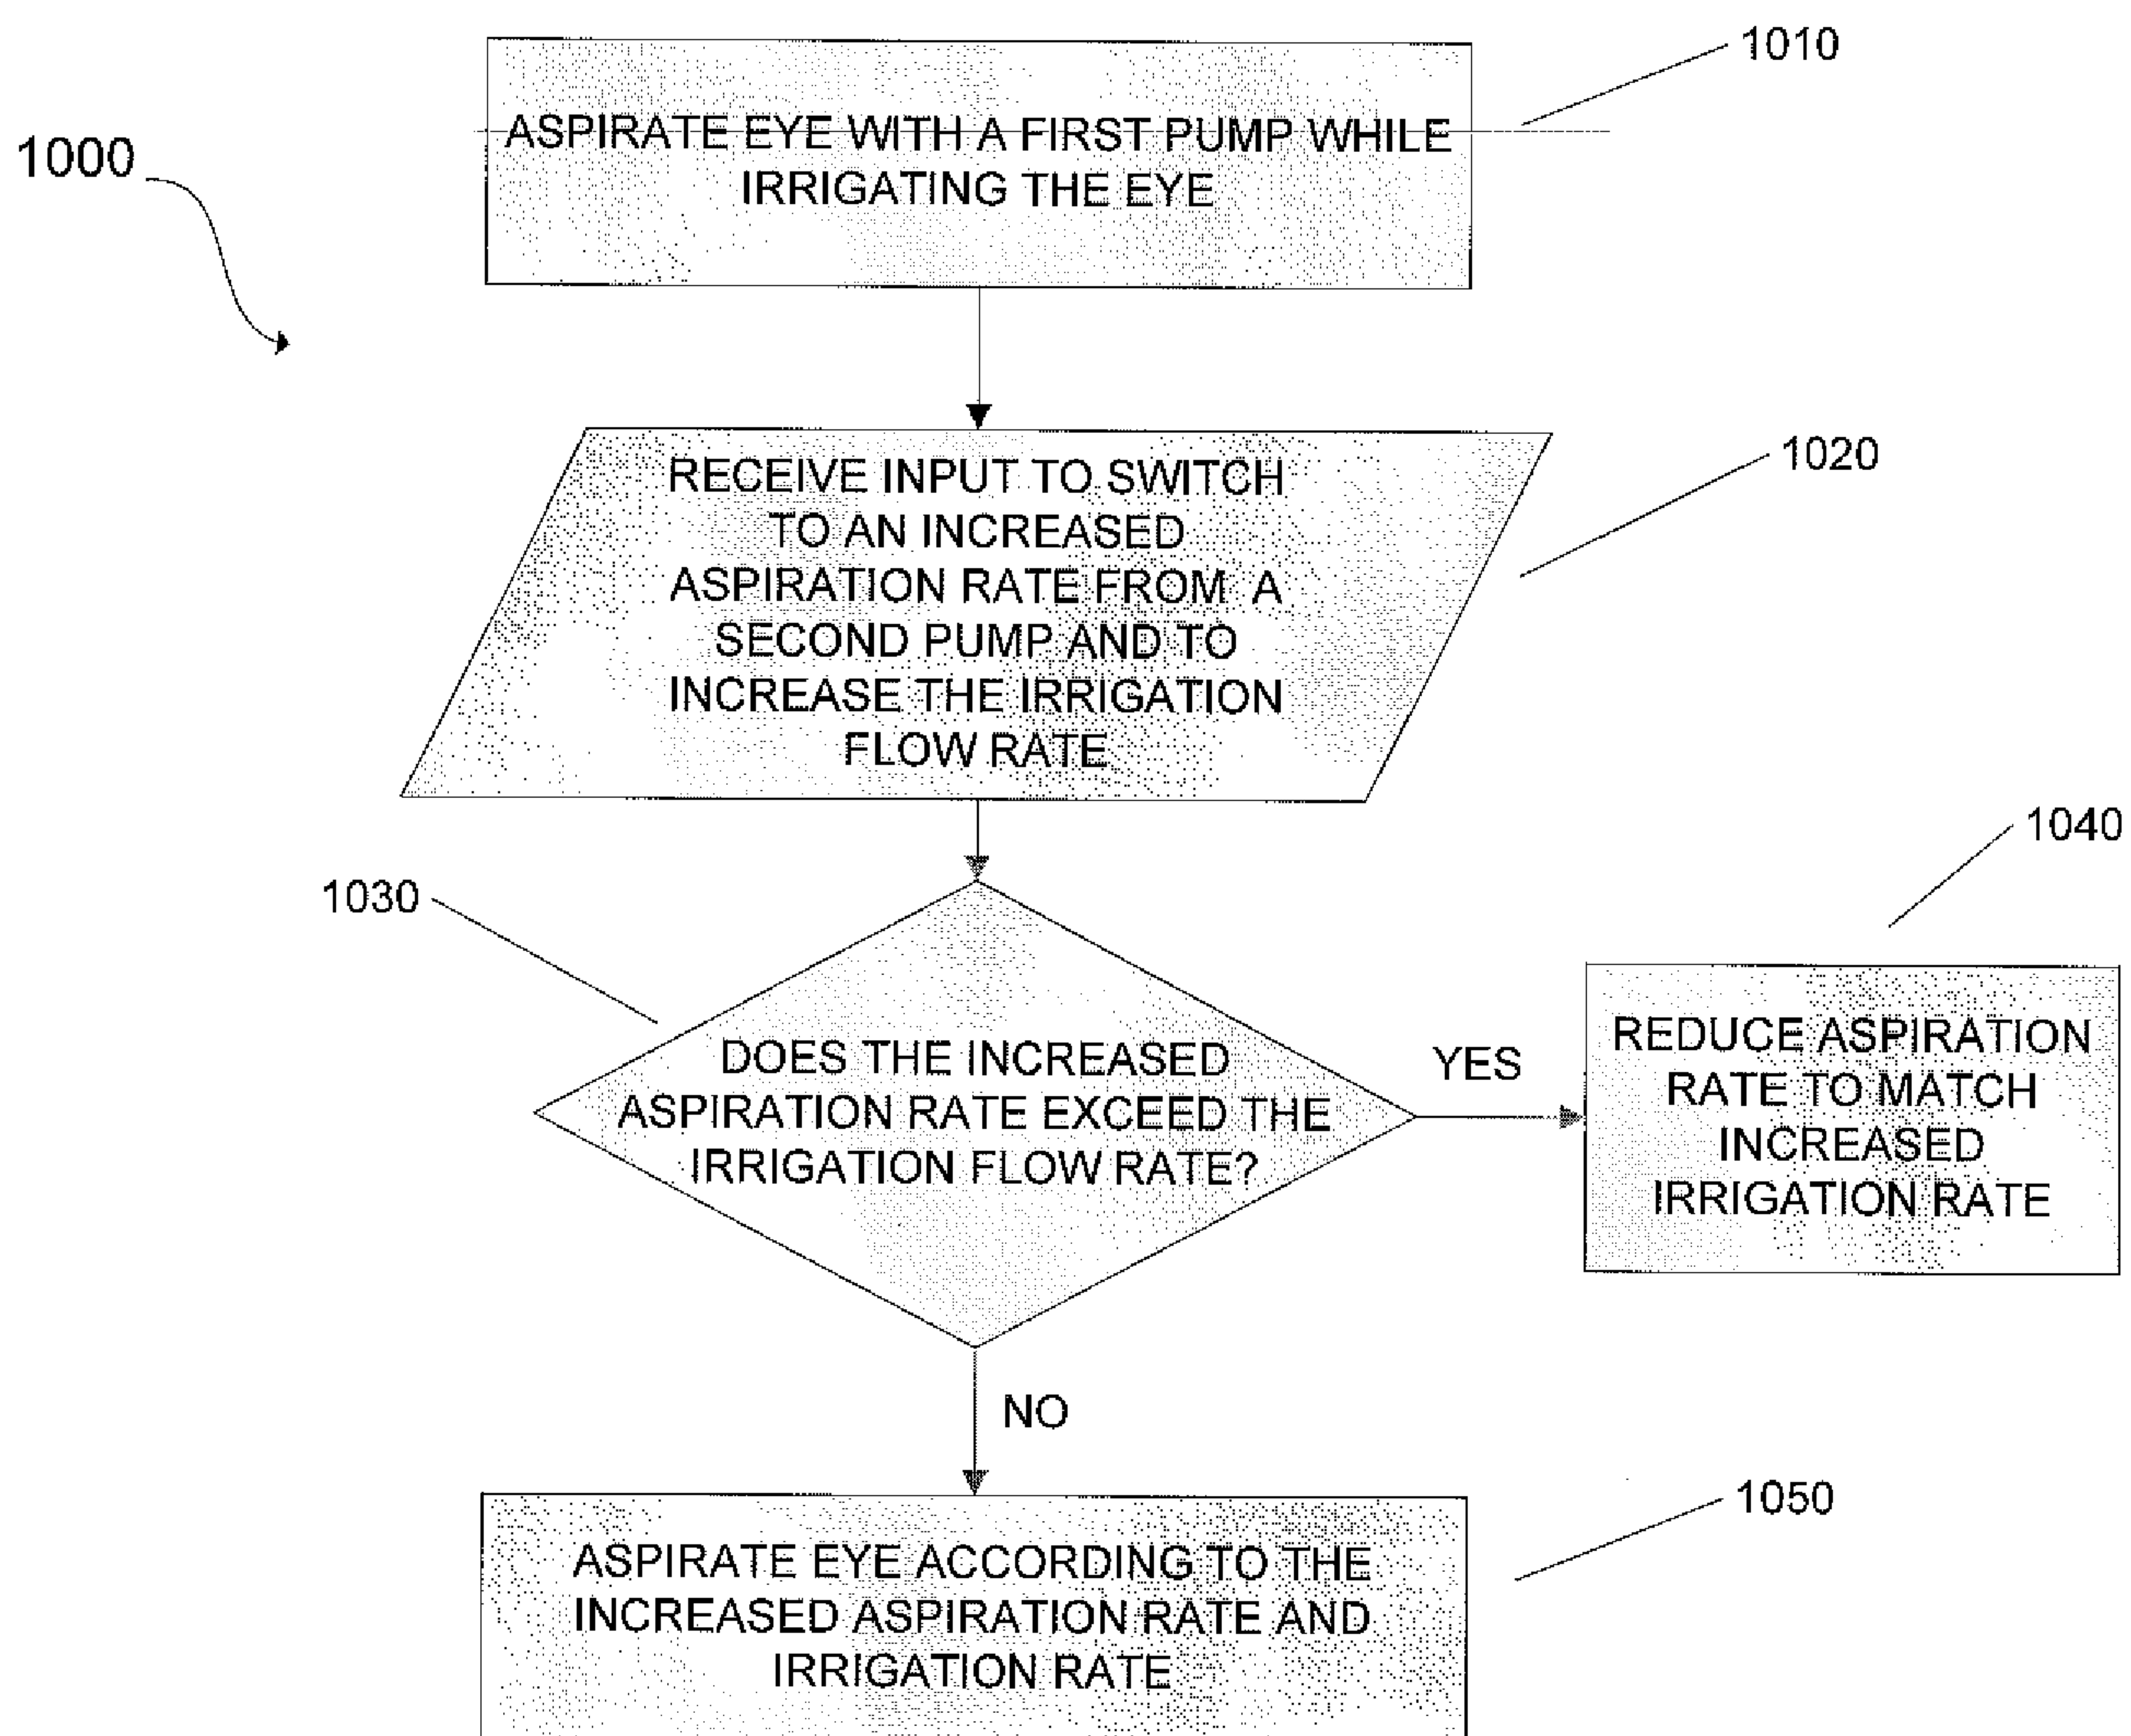 1010
ASPIRATE EYE WITH A FIRST PUMP WHILE
IRRIGATING THE EYE
1000
RECEIVE INPUT TO SWITCH
TO AN INCREASED
ASPIRATION RATE FROM A
SECOND PUMP AND TO
INCREASE THE IRRIGATION
FLOW RATE
1020
1030
DOES THE INCREASED
ASPIRATION RATE EXCEED THE
IRRIGATION FLOW RATE?
YES
1040
REDUCE ASPIRATION
RATE TO MATCH
INCREASED
IRRIGATION RATE
NO
1050
ASPIRATE EYE ACCORDING TO THE
INCREASED ASPIRATION RATE AND
IRRIGATION RATE